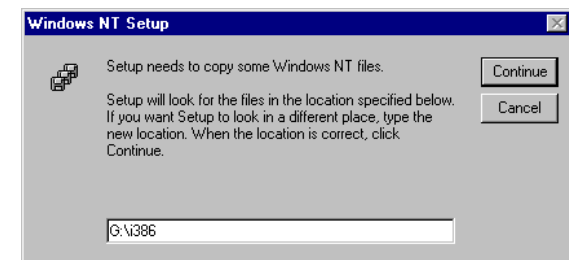 Windows NT Setup
Setup needs to copy some Windows NT files.
Continue
Setup will look for the files in the location specified below.
If you want Setup to look in a different place, type the
new location. When the location is correct, click
Continue.
Cancel
G:\i386